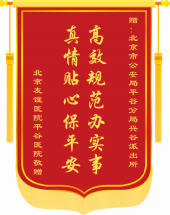 赠:北京市公安局平谷分局兴谷派出所
高效规范办实事
真情贴心保平安
北京友谊医院平谷医院敬赠